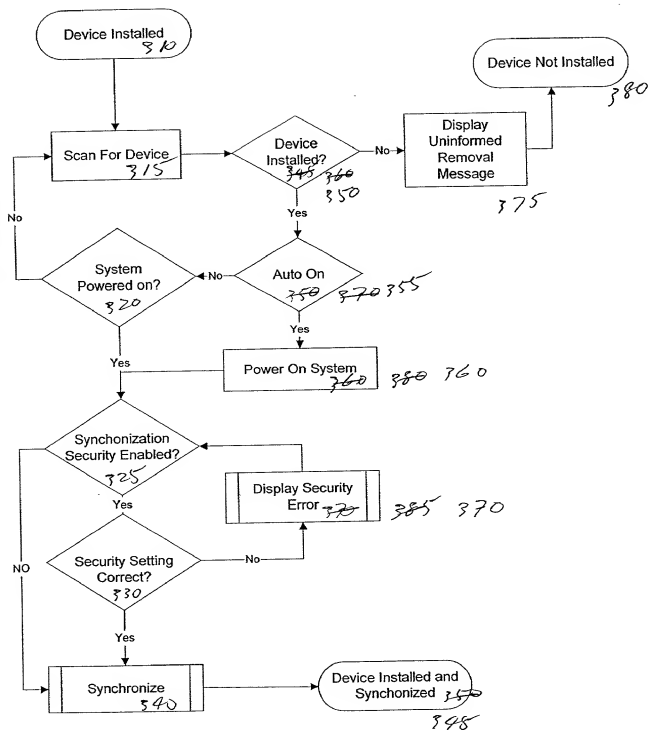 Device Installed
310
Device Not Installed
380
Scan For Device
315
Device
Installed?
345 360
350
No
Display
Uninformed
Removal
Message
375
No
Yes
System
Powered on?
320
No
Auto On
350 370 355
Yes
Yes
Power On System
360 380 360
Synchonization
Security Enabled?
325
Display Security
Error 370 385 370
Yes
NO
Security Setting
Correct?
330
No
Yes
Synchronize
340
Device Installed and
Synchonized 350
345